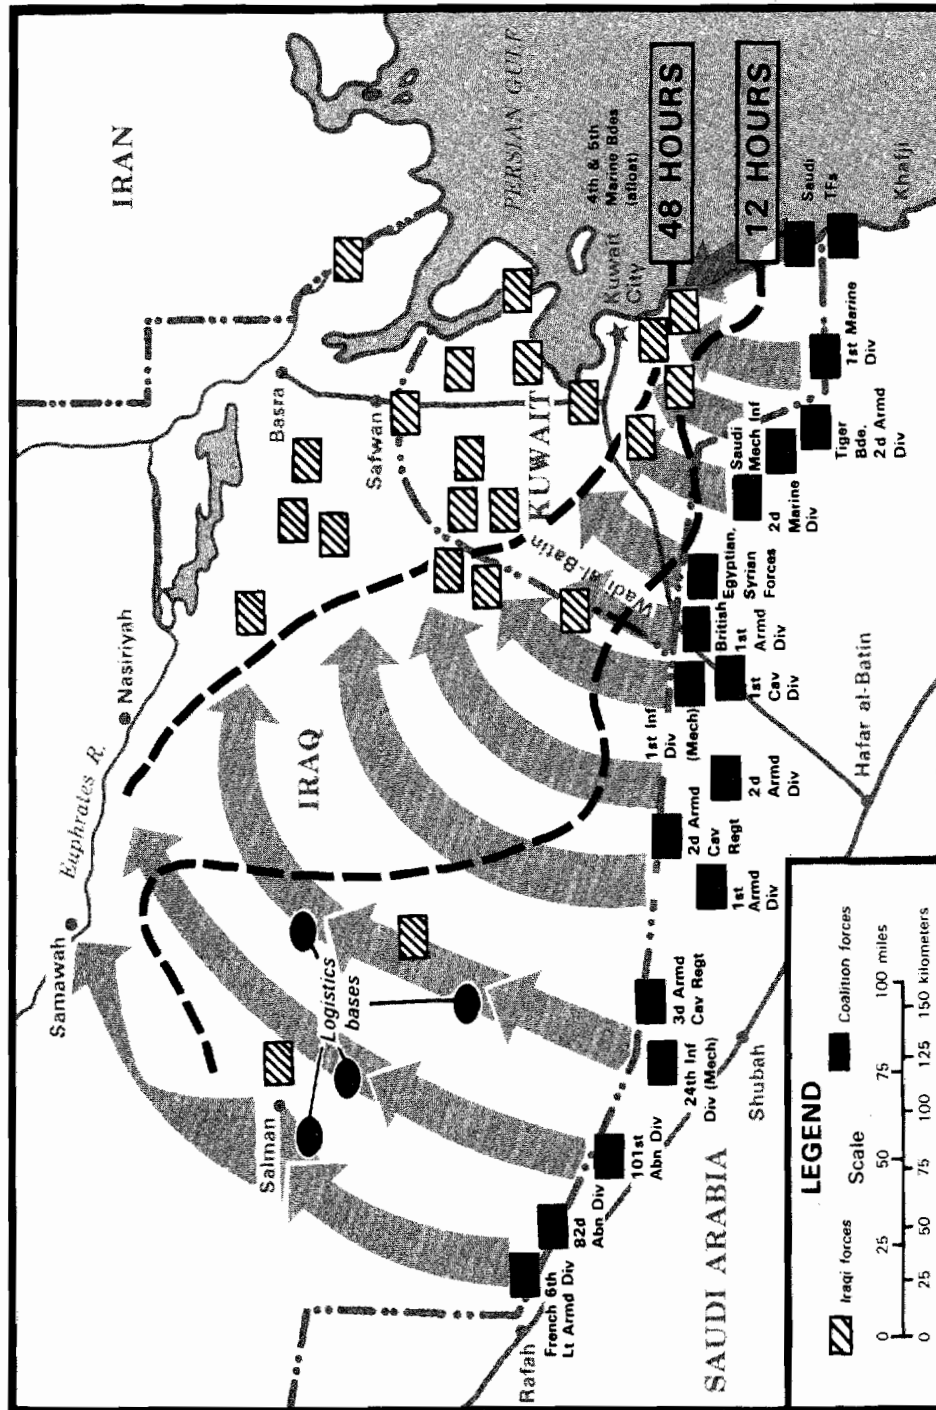 IRAN
PERSIAN GULF
4th & 5th
Marine Bdes
(afloat)
48 HOURS
12 HOURS
Saudi
TFs
Khafji
Kuwait
City
Basra
Safwan
KUWAIT
Wadi al-Batin
Nasiriyah
Euphrates R.
Samawah
IRAQ
Salman
Logistics
bases
1st Marine
Div
Tiger
Bde.
2d Armd
Div
Saudi
Mech Inf
2d
Marine
Div
Egyptian,
Syrian
Forces
British
1st
Armd
Div
1st
Cav
Div
1st Inf
Div
(Mech)
2d
Armd
Div
2d Armd
Cav
Regt
1st
Armd
Div
3d Armd
Cav Regt
24th Inf
Div (Mech)
101st
Abn Div
82d
Abn Div
French 6th
Lt Armd Div
Rafah
Shubah
Hafar al-Batin
SAUDI ARABIA
LEGEND
Iraqi forces
Coalition forces
Scale
0 25 50 75 100 miles
0 25 50 75 100 125 150 kilometers